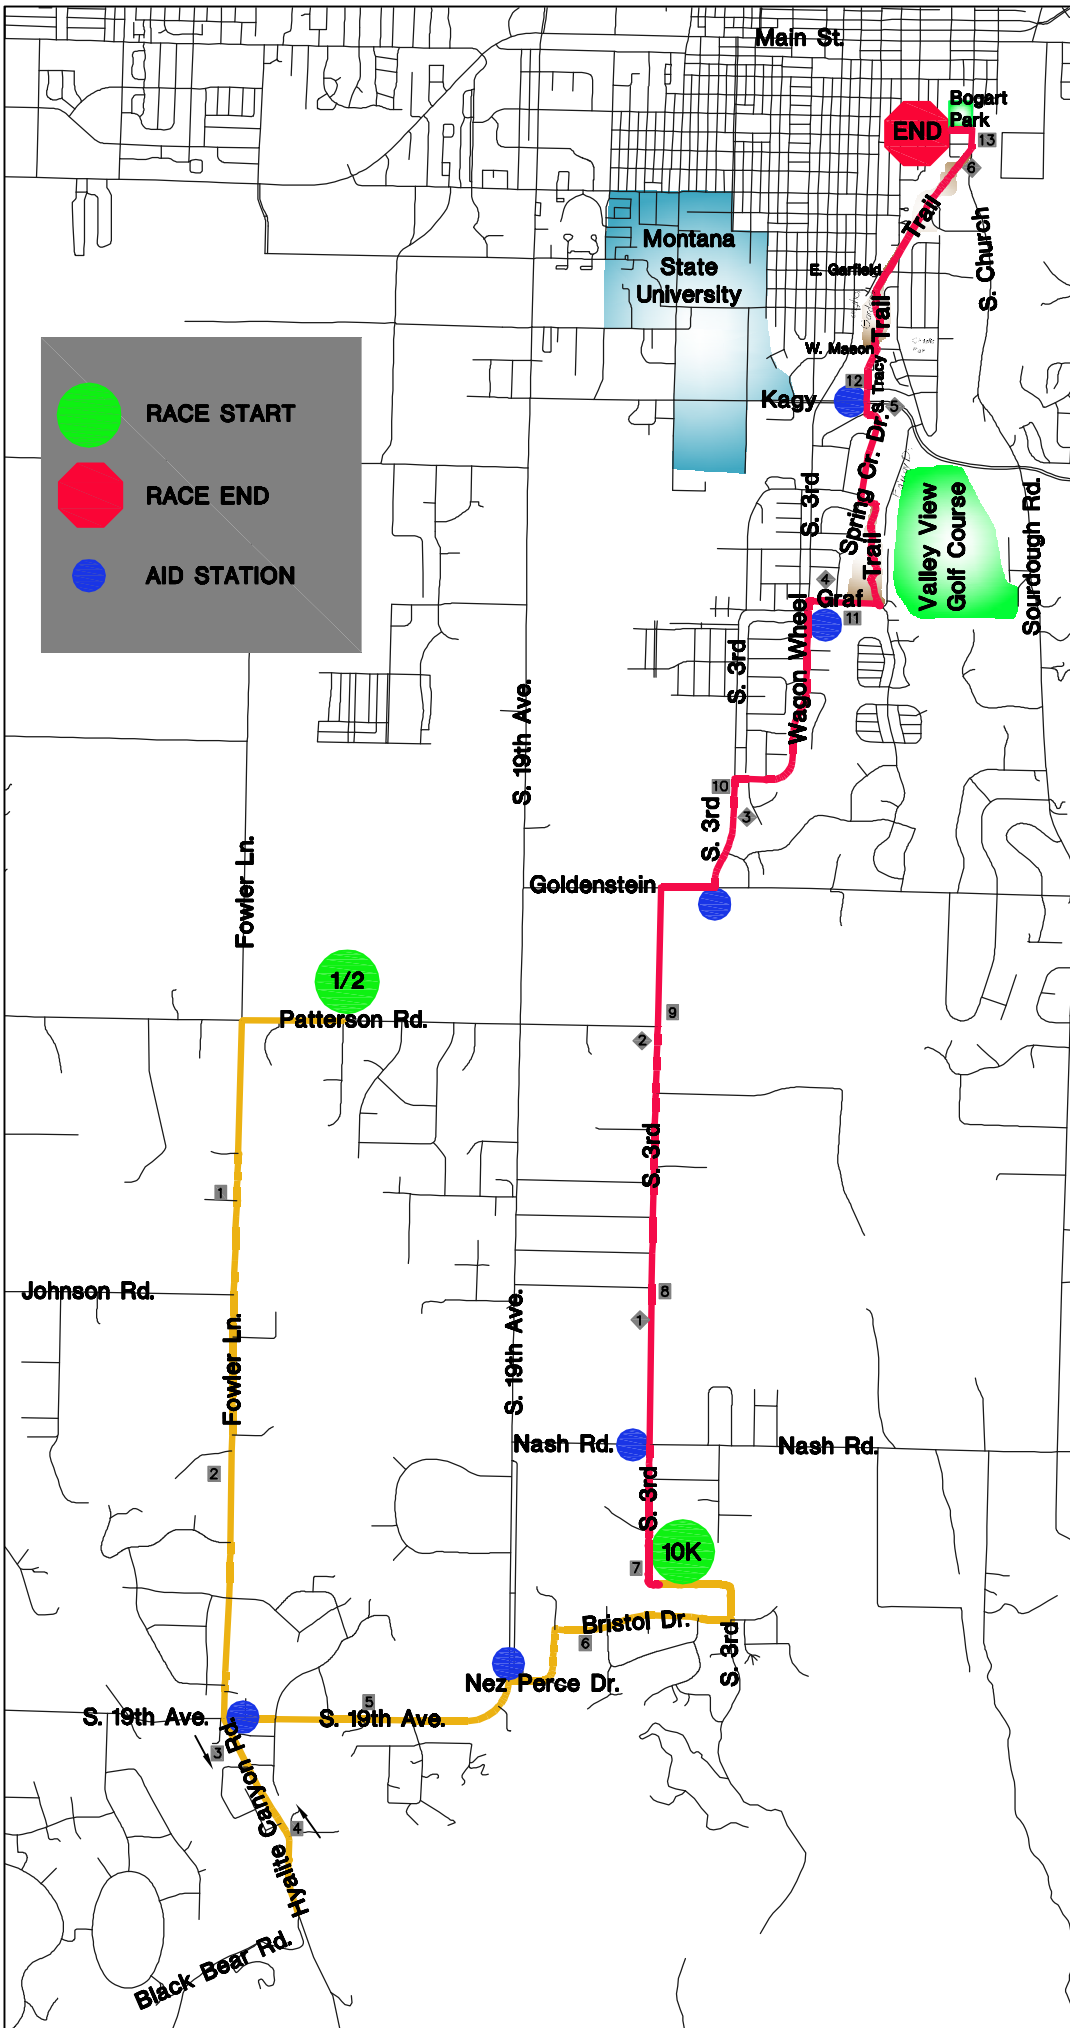 Main St.
Bogart
Park
END
13
6
Trail
S. Church
Montana
State
University
E. Garfield
Trail
W. Mason
S. Tracy
12
Kagy
5
RACE START
RACE END
AID STATION
S. 3rd
Spring Cr. Dr.
Trail
Valley View
Golf Course
Sourdough Rd.
4
Graf
11
Wagon Wheel
S. 3rd
S. 19th Ave.
10
3
S. 3rd
Goldenstein
Fowler Ln.
1/2
Patterson Rd.
9
2
S. 3rd
1
Johnson Rd.
8
1
Fowler Ln.
S. 19th Ave.
Nash Rd.
Nash Rd.
2
S. 3rd
10K
7
Bristol Dr.
6
S. 3rd
Nez Perce Dr.
5
S. 19th Ave.
S. 19th Ave.
3
Hyalite Canyon Rd.
4
Black Bear Rd.